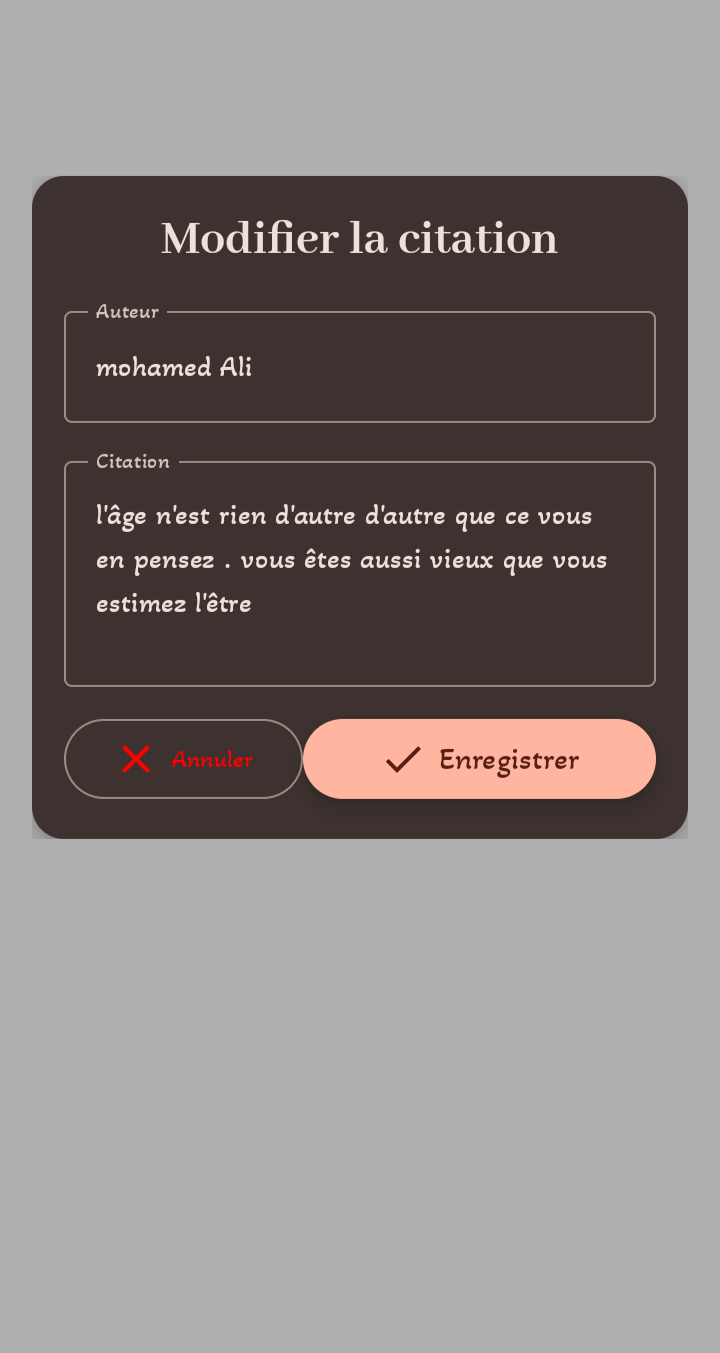 Modifier la citation
Auteur
mohamed Ali
Citation
l'âge n'est rien d'autre d'autre que ce vous
en pensez . vous êtes aussi vieux que vous
estimez l'être
Annuler
Enregistrer